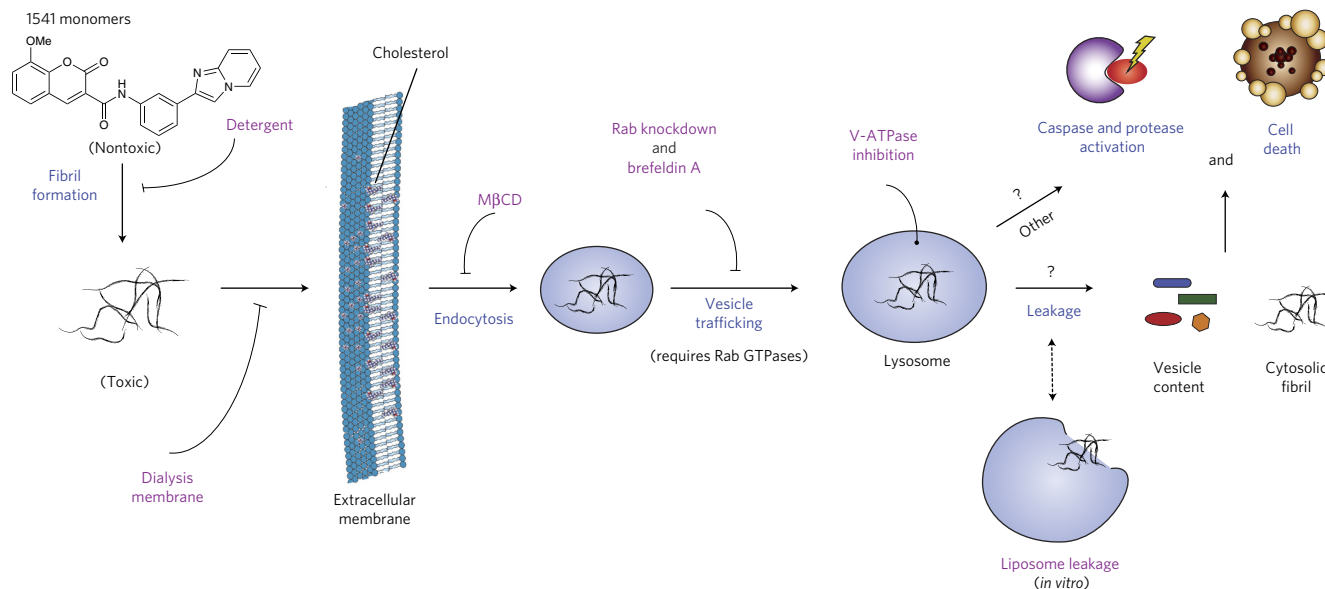 1541 monomers
OMe
O
O
N
H
O
N
N
(Nontoxic)
Detergent
Fibril
formation
(Toxic)
Dialysis
membrane
Cholesterol
Extracellular
membrane
MβCD
Endocytosis
Rab knockdown
and
brefeldin A
Vesicle
trafficking
(requires Rab GTPases)
V-ATPase
inhibition
Lysosome
?
Other
?
Leakage
Liposome leakage
(in vitro)
Caspase and protease
activation
and
Cell
death
Vesicle
content
Cytosolic
fibril